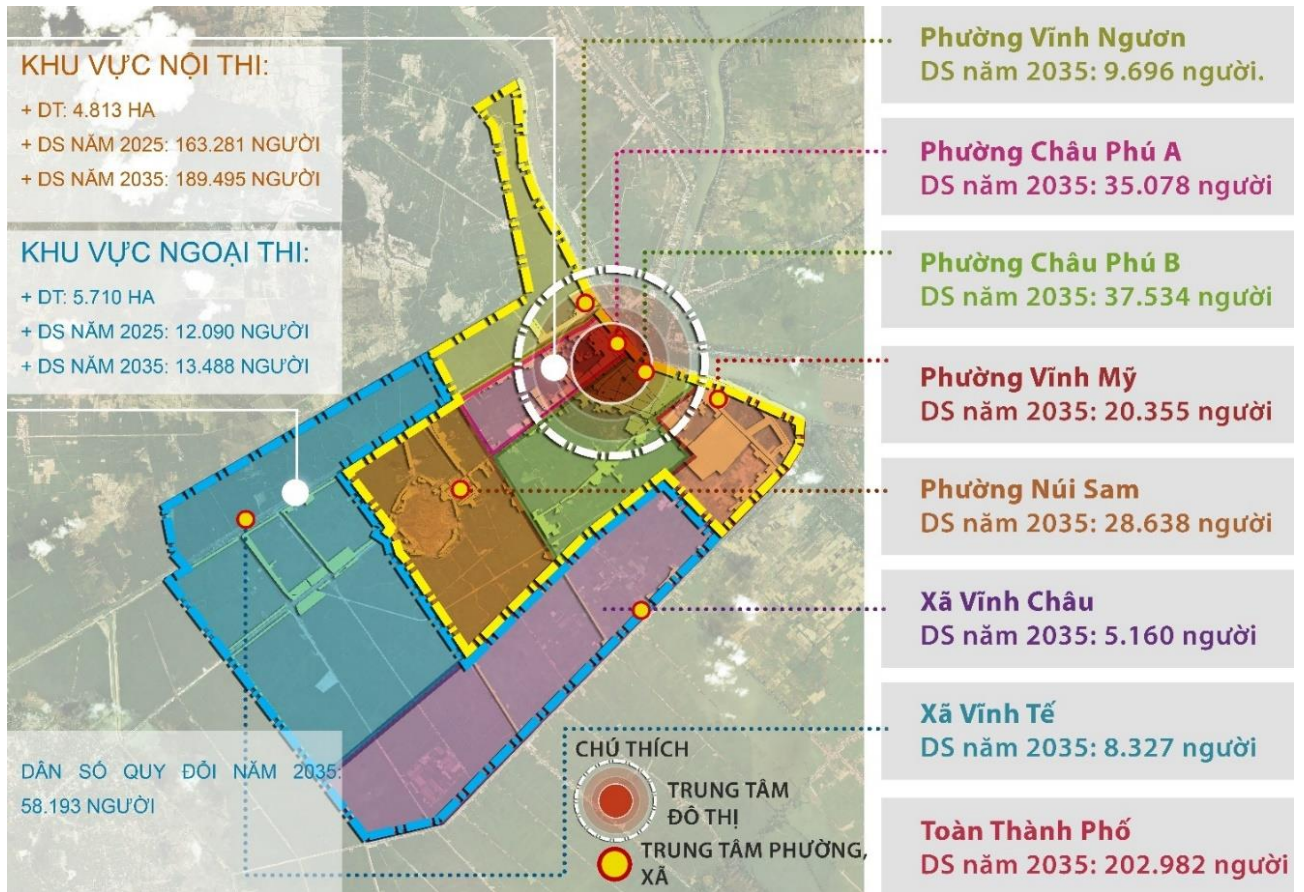 KHU VỰC NỘI THI:
+ DT: 4.813 HA
+ DS NĂM 2025: 163.281 NGƯỜI
+ DS NĂM 2035: 189.495 NGƯỜI
KHU VỰC NGOẠI THI:
+ DT: 5.710 HA
+ DS NĂM 2025: 12.090 NGƯỜI
+ DS NĂM 2035: 13.488 NGƯỜI
DÂN SỐ QUY ĐỔI NĂM 2035:
58.193 NGƯỜI
CHÚ THÍCH
TRUNG TÂM
ĐÔ THỊ
TRUNG TÂM PHƯỜNG,
XÃ
Phường Vĩnh Ngươn
DS năm 2035: 9.696 người.
Phường Châu Phú A
DS năm 2035: 35.078 người
Phường Châu Phú B
DS năm 2035: 37.534 người
Phường Vĩnh Mỹ
DS năm 2035: 20.355 người
Phường Núi Sam
DS năm 2035: 28.638 người
Xã Vĩnh Châu
DS năm 2035: 5.160 người
Xã Vĩnh Tế
DS năm 2035: 8.327 người
Toàn Thành Phố
DS năm 2035: 202.982 người